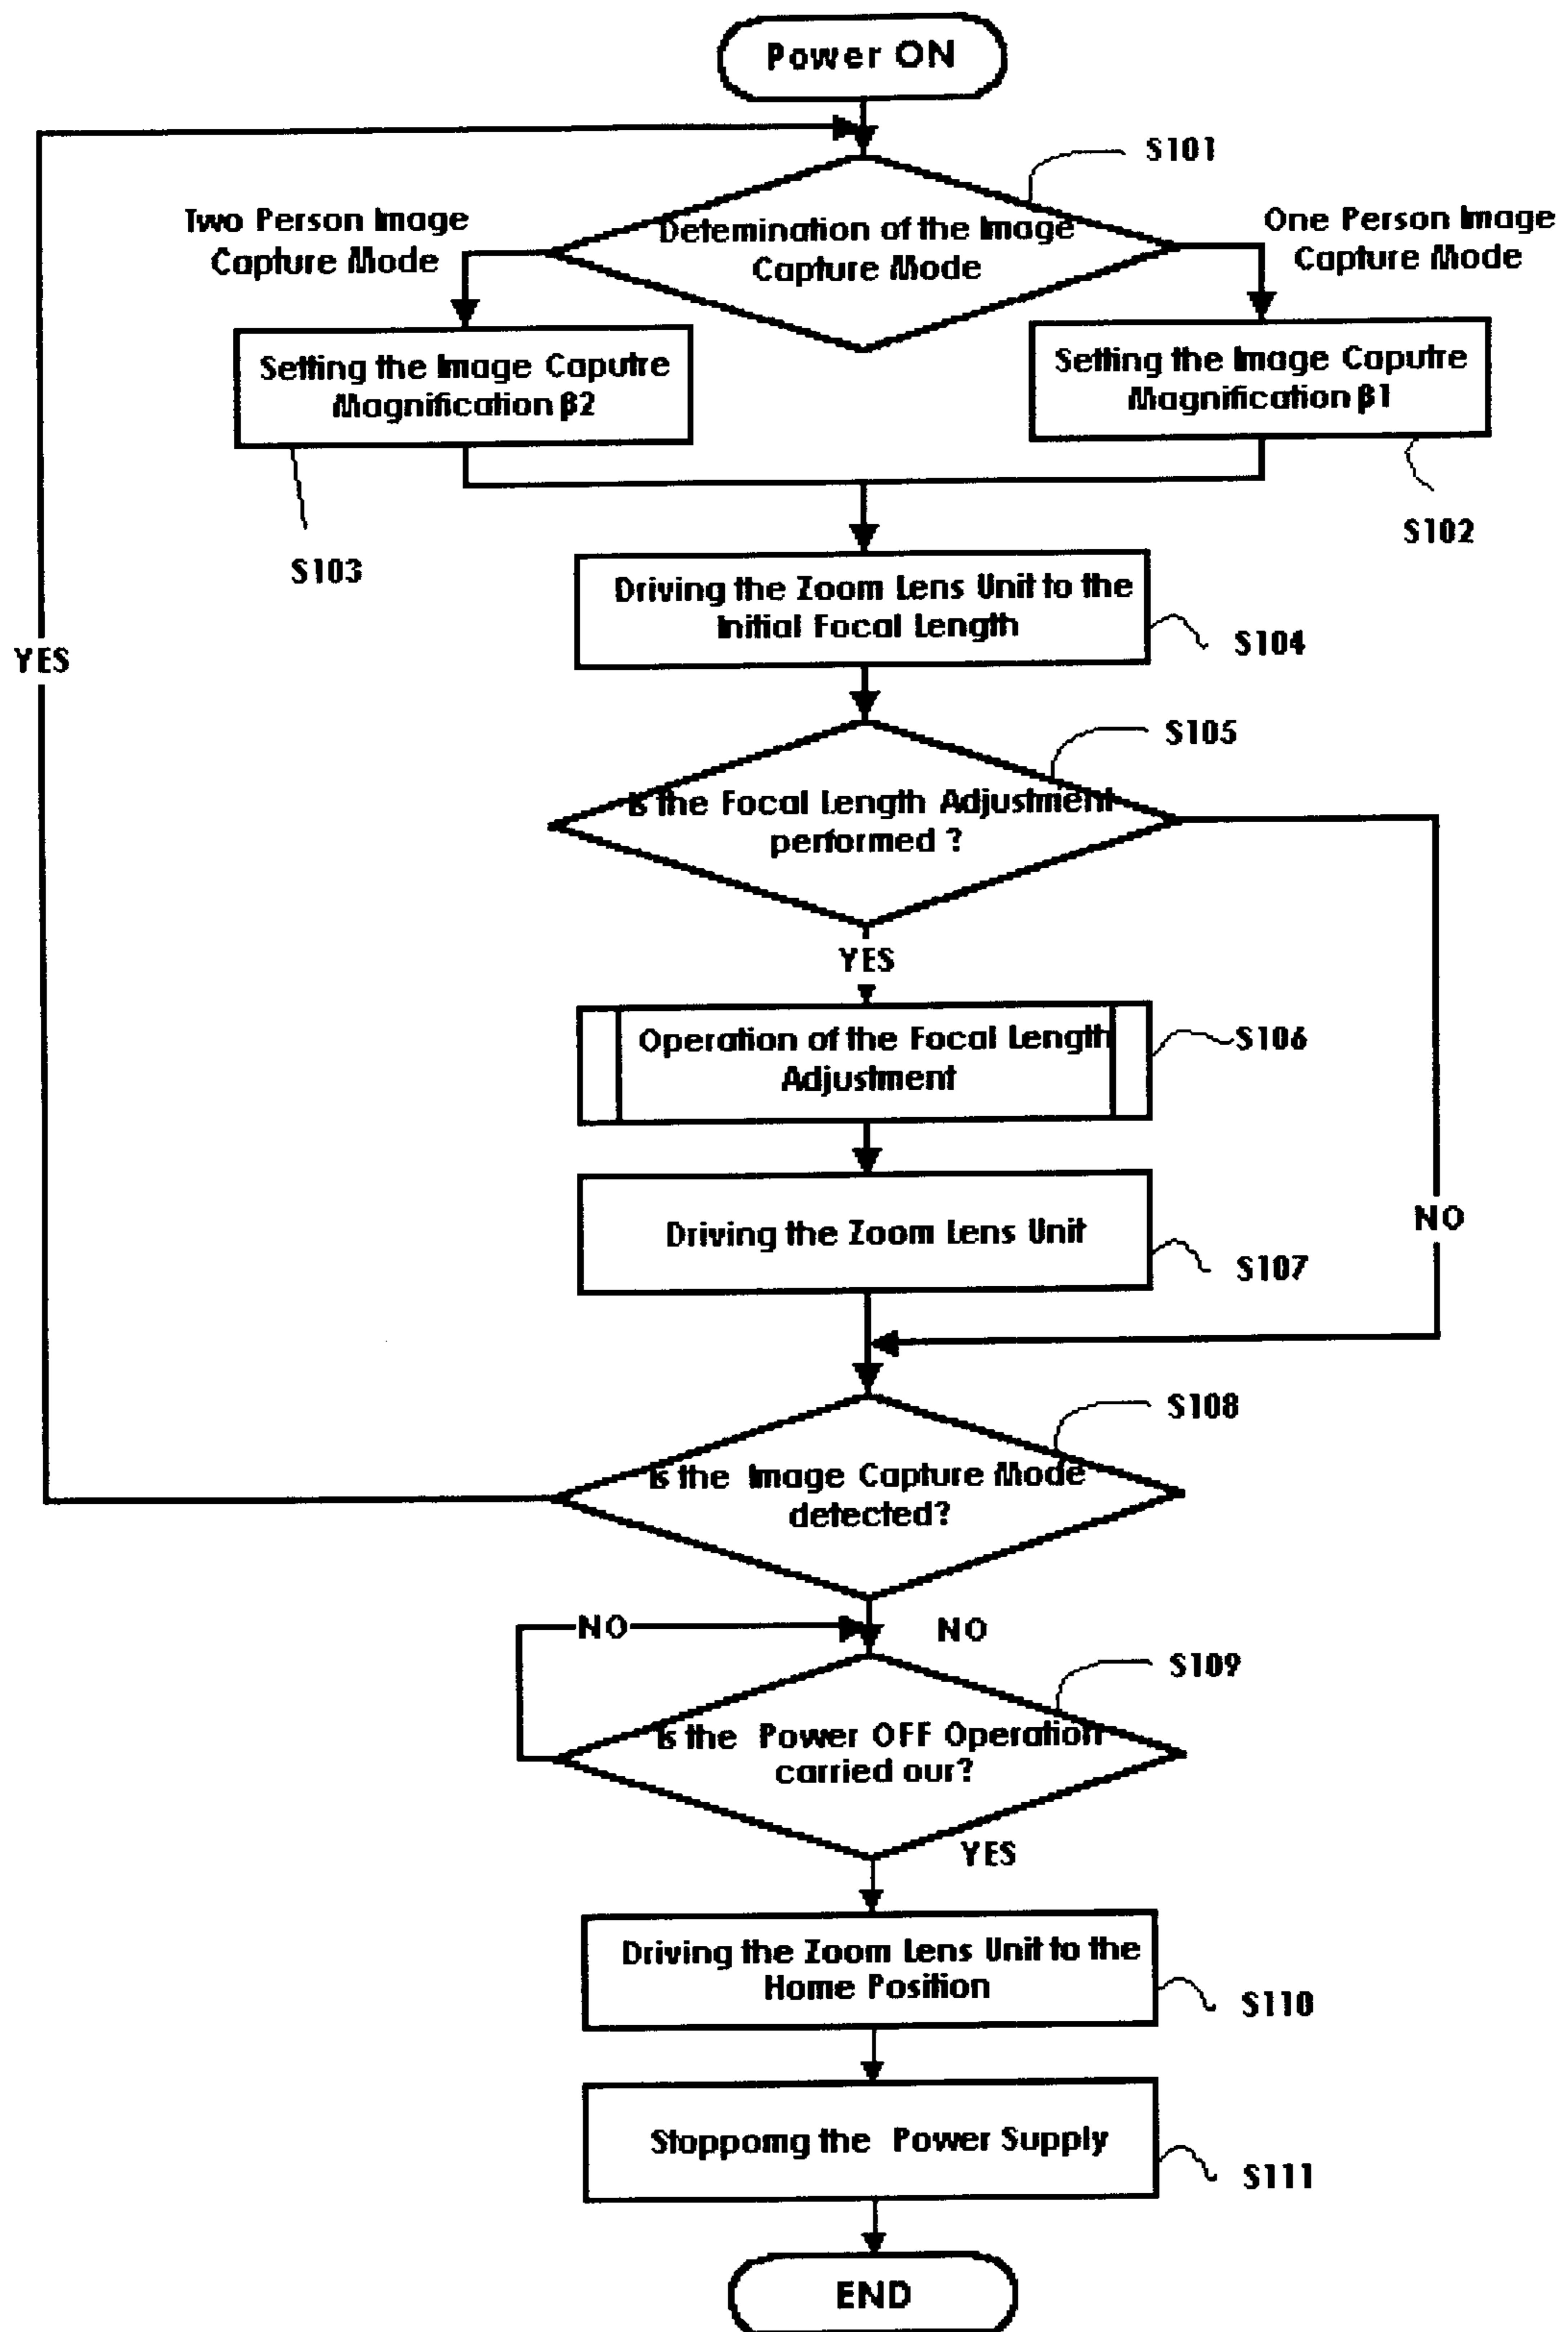 Power ON
S101
Two Person Image
Capture Mode
Detemination of the Image
Capture Mode
One Person Image
Capture Mode
Setting the Image Caputre
Magnification β2
Setting the Image Caputre
Magnification β1
S103
S102
Driving the Zoom Lens Unit to the
Initial Focal Length
S104
YES
S105
Is the Focal Length Adjustment
performed ?
YES
Operation of the Focal Length
Adjustment
S106
Driving the Zoom Lens Unit
S107
NO
S108
Is the Image Capture Mode
detected?
NO
NO
S109
Is the Power OFF Operation
carried our?
YES
Driving the Zoom Lens Unit to the
Home Position
S110
Stoppomg the Power Supply
S111
END